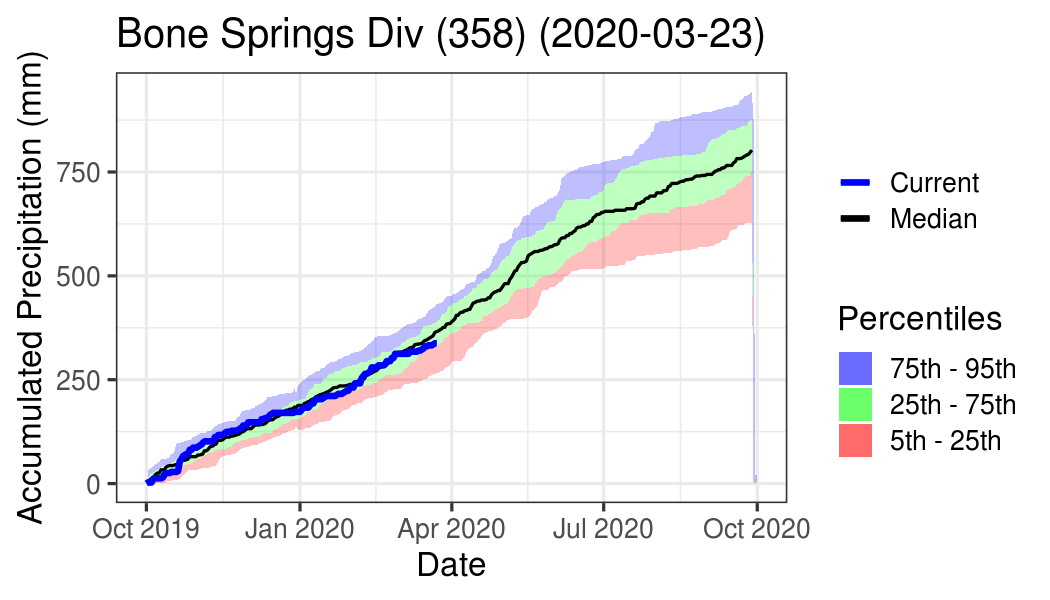 Bone Springs Div (358) (2020-03-23)
Accumulated Precipitation (mm)
750
500
250
0
Oct 2019
Jan 2020
Apr 2020
Jul 2020
Oct 2020
Date
Current
Median
Percentiles
75th - 95th
25th - 75th
5th - 25th